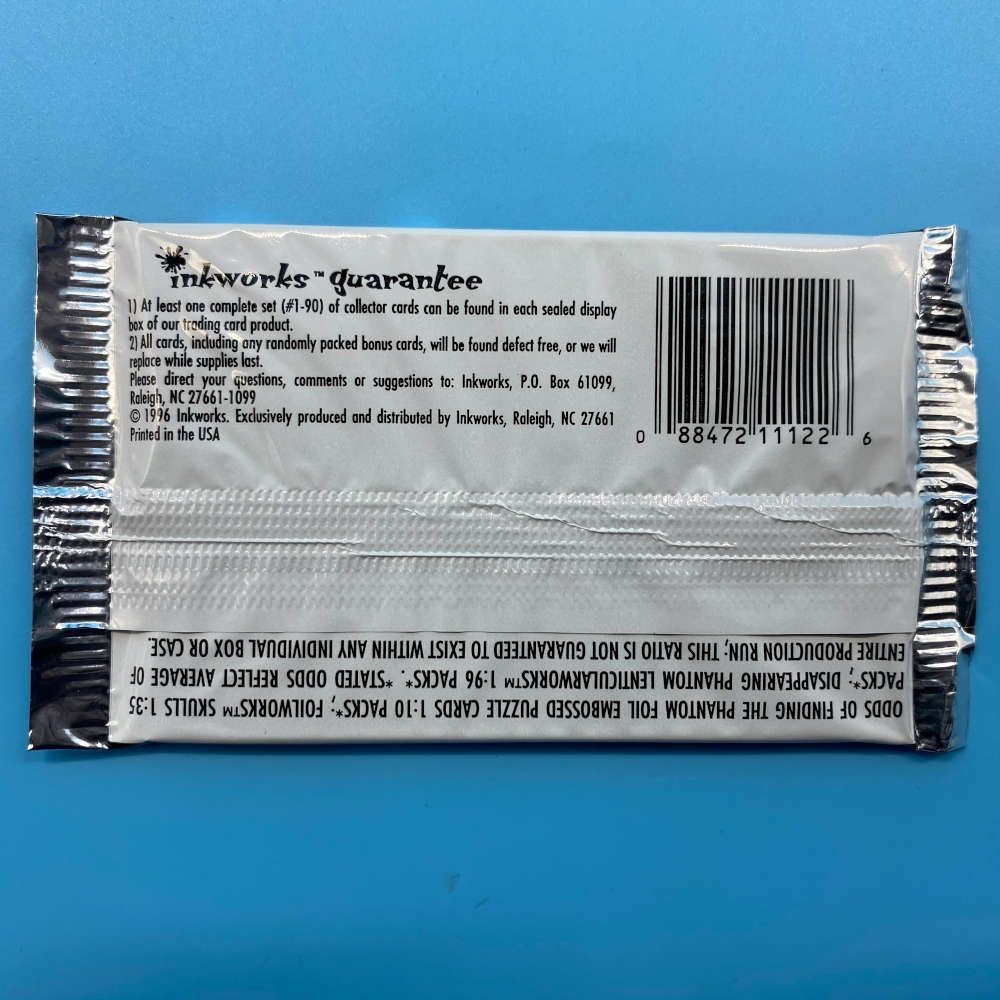 inkworks™ guarantee
1) At least one complete set (#1-90) of collector cards can be found in each sealed display
box of our trading card product.
2) All cards, including any randomly packed bonus cards, will be found defect free, or we will
replace while supplies last.
Please direct your questions, comments or suggestions to: Inkworks, P.O. Box 61099,
Raleigh, NC 27661-1099
© 1996 Inkworks. Exclusively produced and distributed by Inkworks, Raleigh, NC 27661
Printed in the USA
0 88472 11122 6
ODDS OF FINDING THE PHANTOM FOIL EMBOSSED PUZZLE CARDS 1:10 PACKS*; FOILWORKS™ SKULLS 1:35
PACKS*; DISAPPEARING PHANTOM LENTICULARWORKS™ 1:96 PACKS*. *STATED ODDS REFLECT AVERAGE OF
ENTIRE PRODUCTION RUN; THIS RATIO IS NOT GUARANTEED TO EXIST WITHIN ANY INDIVIDUAL BOX OR CASE.